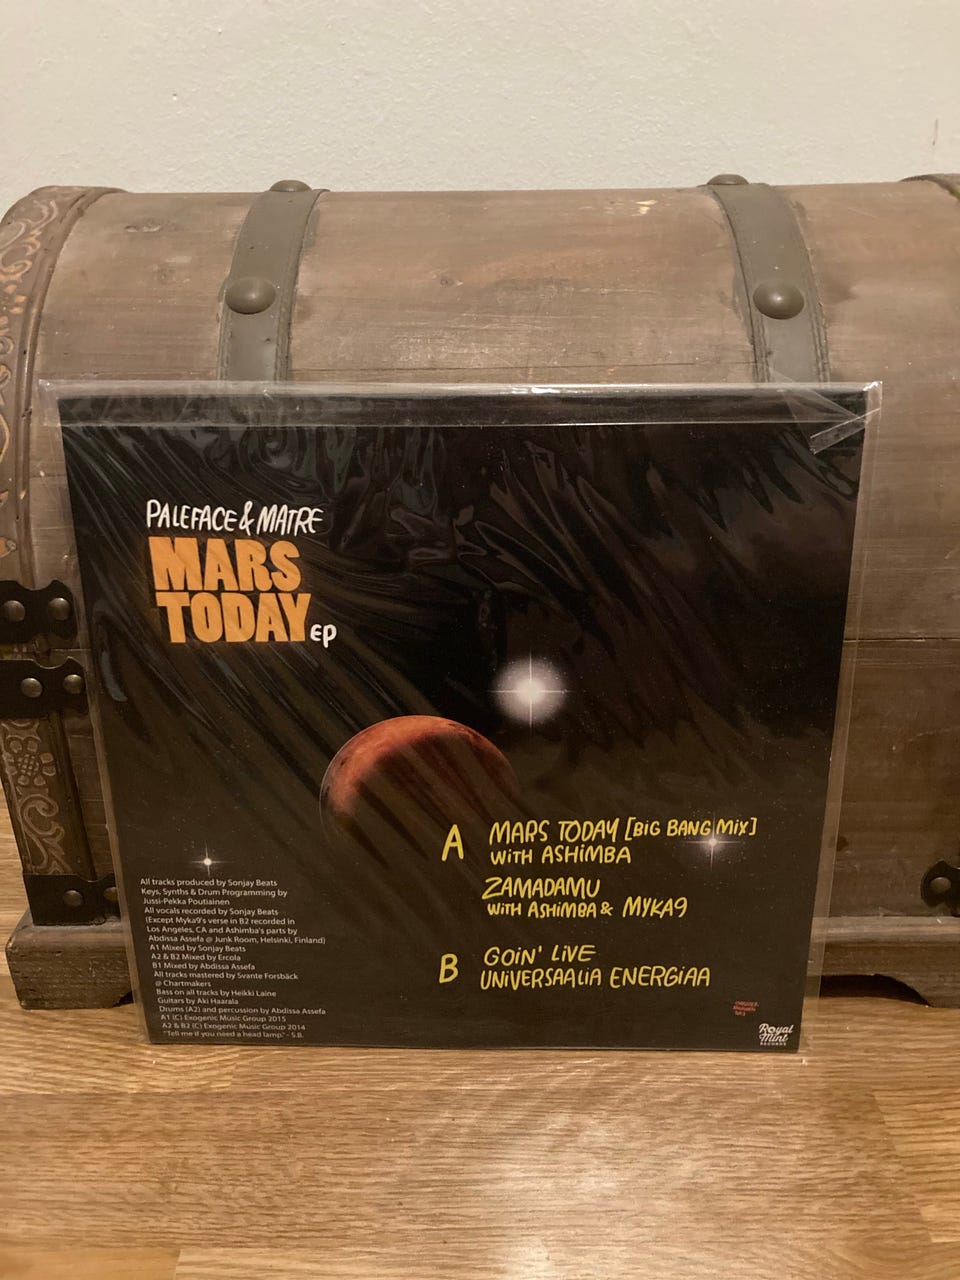 PALEFACE & MATRE
MARS
TODAY EP
A
MARS TODAY [BIG BANG MIX]
WITH ASHIMBA
ZAMADAMU
WITH ASHIMBA & MYKA9
B
GOIN' LIVE
UNIVERSAALIA ENERGIAA
All tracks produced by Sonjay Beats
Keys, Synths & Drum Programming by
Jussi-Pekka Poutiainen
All vocals recorded by Sonjay Beats
(Except Myka9's verse in B2 recorded in
Los Angeles, CA and Ashimba's parts by
Abdissa Assefa @ Junk Room, Helsinki, Finland)
A1 Mixed by Sonjay Beats
A2 & B2 Mixed by Ercola
B1 Mixed by Abdissa Assefa
All tracks mastered by Svante Forsbäck
@ Chartmakers
Bass on all tracks by Heikki Laine
Guitars by Aki Haarala
Drums (A2) and percussion by Abdissa Assefa
A1 (C) Exogenic Music Group 2015
A2 & B2 (C) Exogenic Music Group 2014
"Tell me if you need a head lamp." - S.B.
Royal
Mint
RECORDS